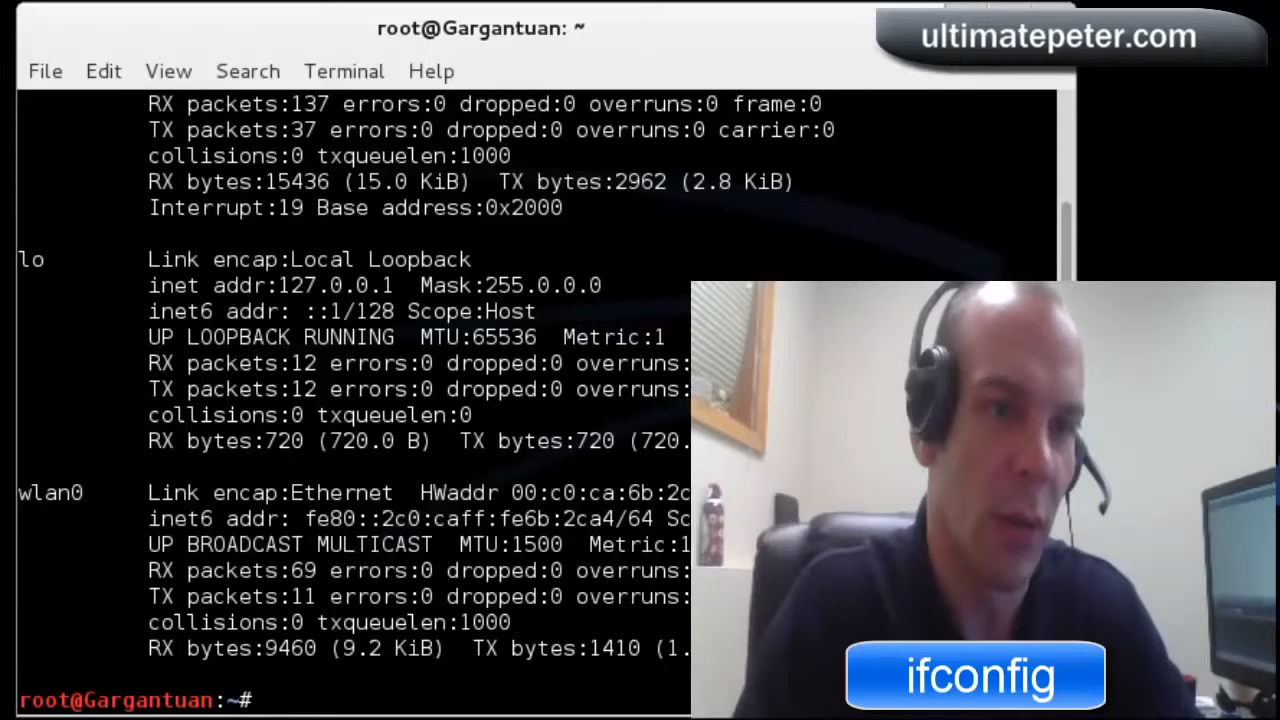 root@Gargantuan: ~
ultimatepeter.com
File Edit View Search Terminal Help
RX packets:137 errors:0 dropped:0 overruns:0 frame:0
TX packets:37 errors:0 dropped:0 overruns:0 carrier:0
collisions:0 txqueuelen:1000
RX bytes:15436 (15.0 KiB)  TX bytes:2962 (2.8 KiB)
Interrupt:19 Base address:0x2000
lo Link encap:Local Loopback
inet addr:127.0.0.1  Mask:255.0.0.0
inet6 addr: ::1/128 Scope:Host
UP LOOPBACK RUNNING  MTU:65536  Metric:1
RX packets:12 errors:0 dropped:0 overruns:
TX packets:12 errors:0 dropped:0 overruns:
collisions:0 txqueuelen:0
RX bytes:720 (720.0 B)  TX bytes:720 (720.
wlan0 Link encap:Ethernet  HWaddr 00:c0:ca:6b:2c
inet6 addr: fe80::2c0:caff:fe6b:2ca4/64 Sc
UP BROADCAST MULTICAST  MTU:1500  Metric:1
RX packets:69 errors:0 dropped:0 overruns:
TX packets:11 errors:0 dropped:0 overruns:
collisions:0 txqueuelen:1000
RX bytes:9460 (9.2 KiB)  TX bytes:1410 (1.
root@Gargantuan:~#
ifconfig